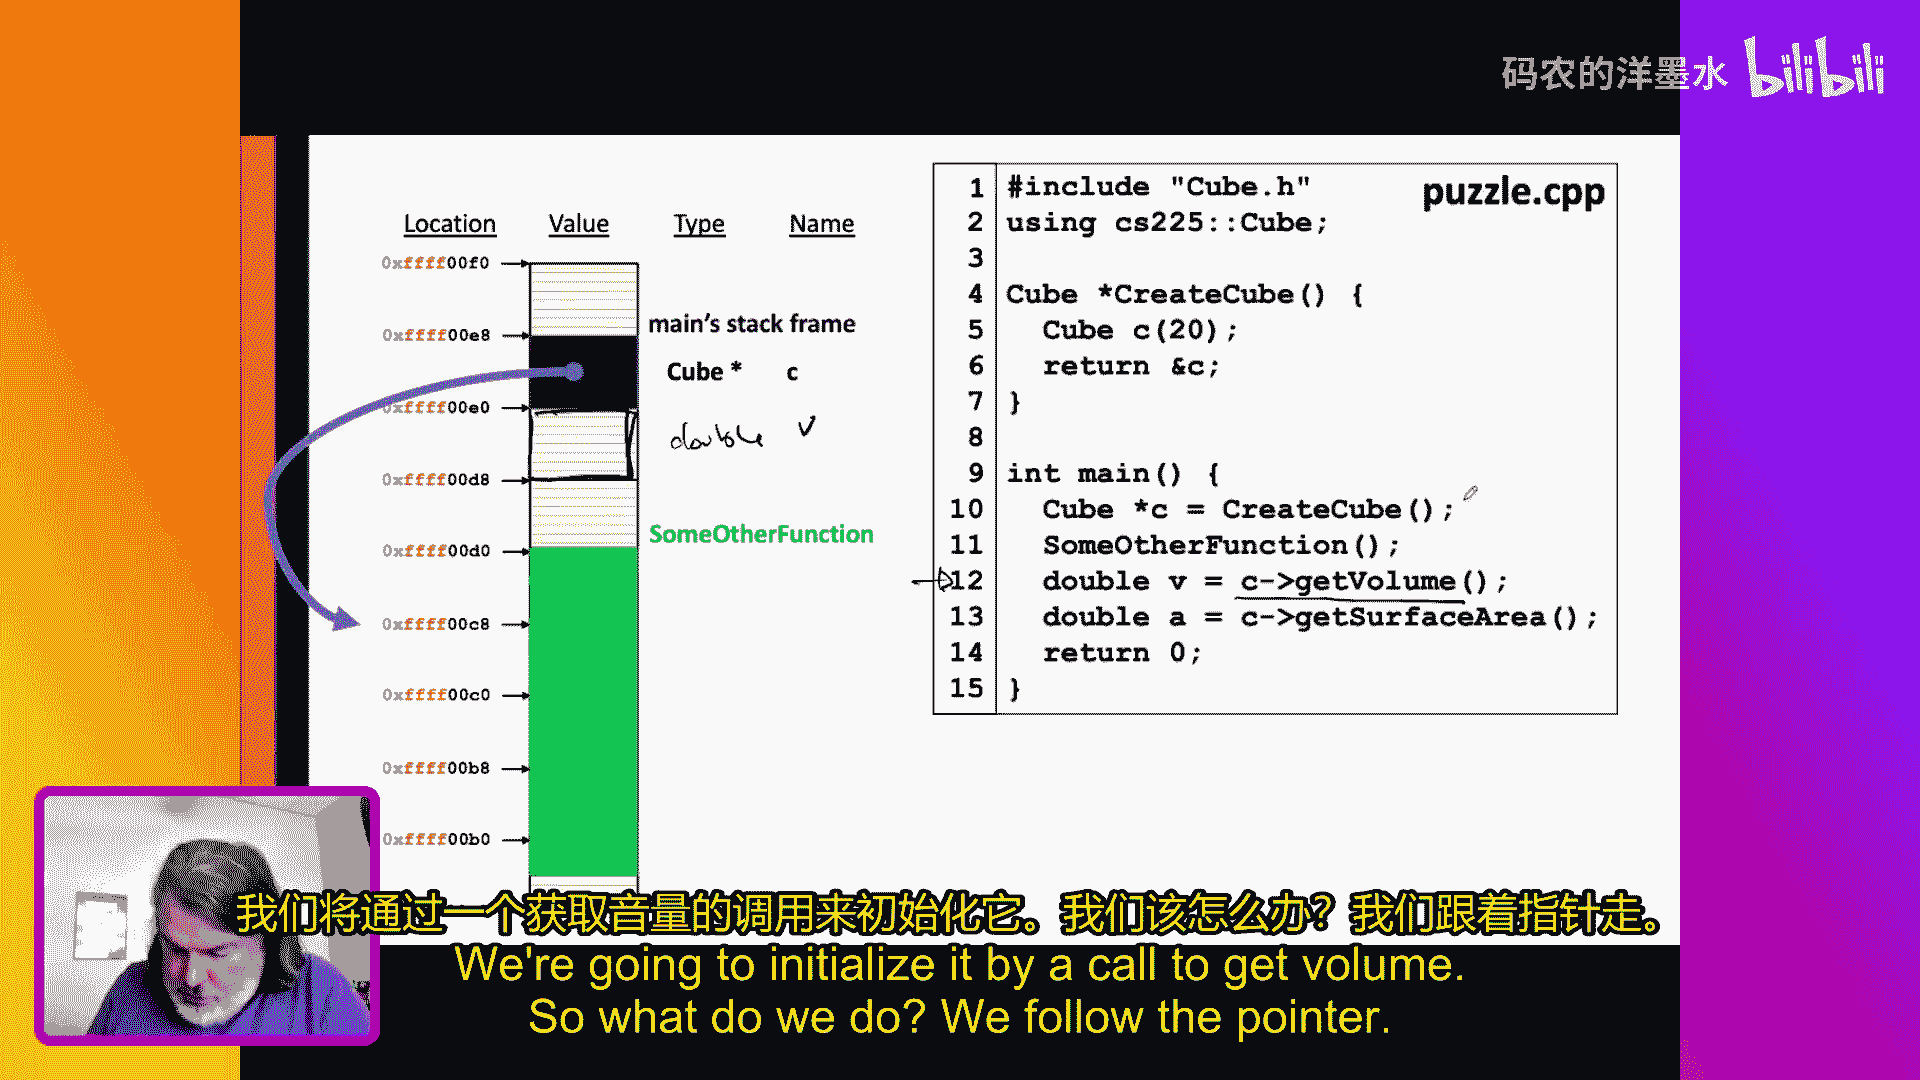 码农的洋墨水 bilibili
Location Value Type Name
0xffff00f0
main's stack frame
0xffff00e8
Cube * c
0xffff00e0
double v
0xffff00d8
SomeOtherFunction
0xffff00d0
0xffff00c8
0xffff00c0
0xffff00b8
0xffff00b0
puzzle.cpp
1 #include "Cube.h"
2 using cs225::Cube;
3
4 Cube *CreateCube() {
5 Cube c(20);
6 return &c;
7 }
8
9 int main() {
10 Cube *c = CreateCube();
11 SomeOtherFunction();
12 double v = c->getVolume();
13 double a = c->getSurfaceArea();
14 return 0;
15 }
我们将通过一个获取音量的调用来初始化它。我们该怎么办？我们跟着指针走。
We're going to initialize it by a call to get volume.
So what do we do? We follow the pointer.